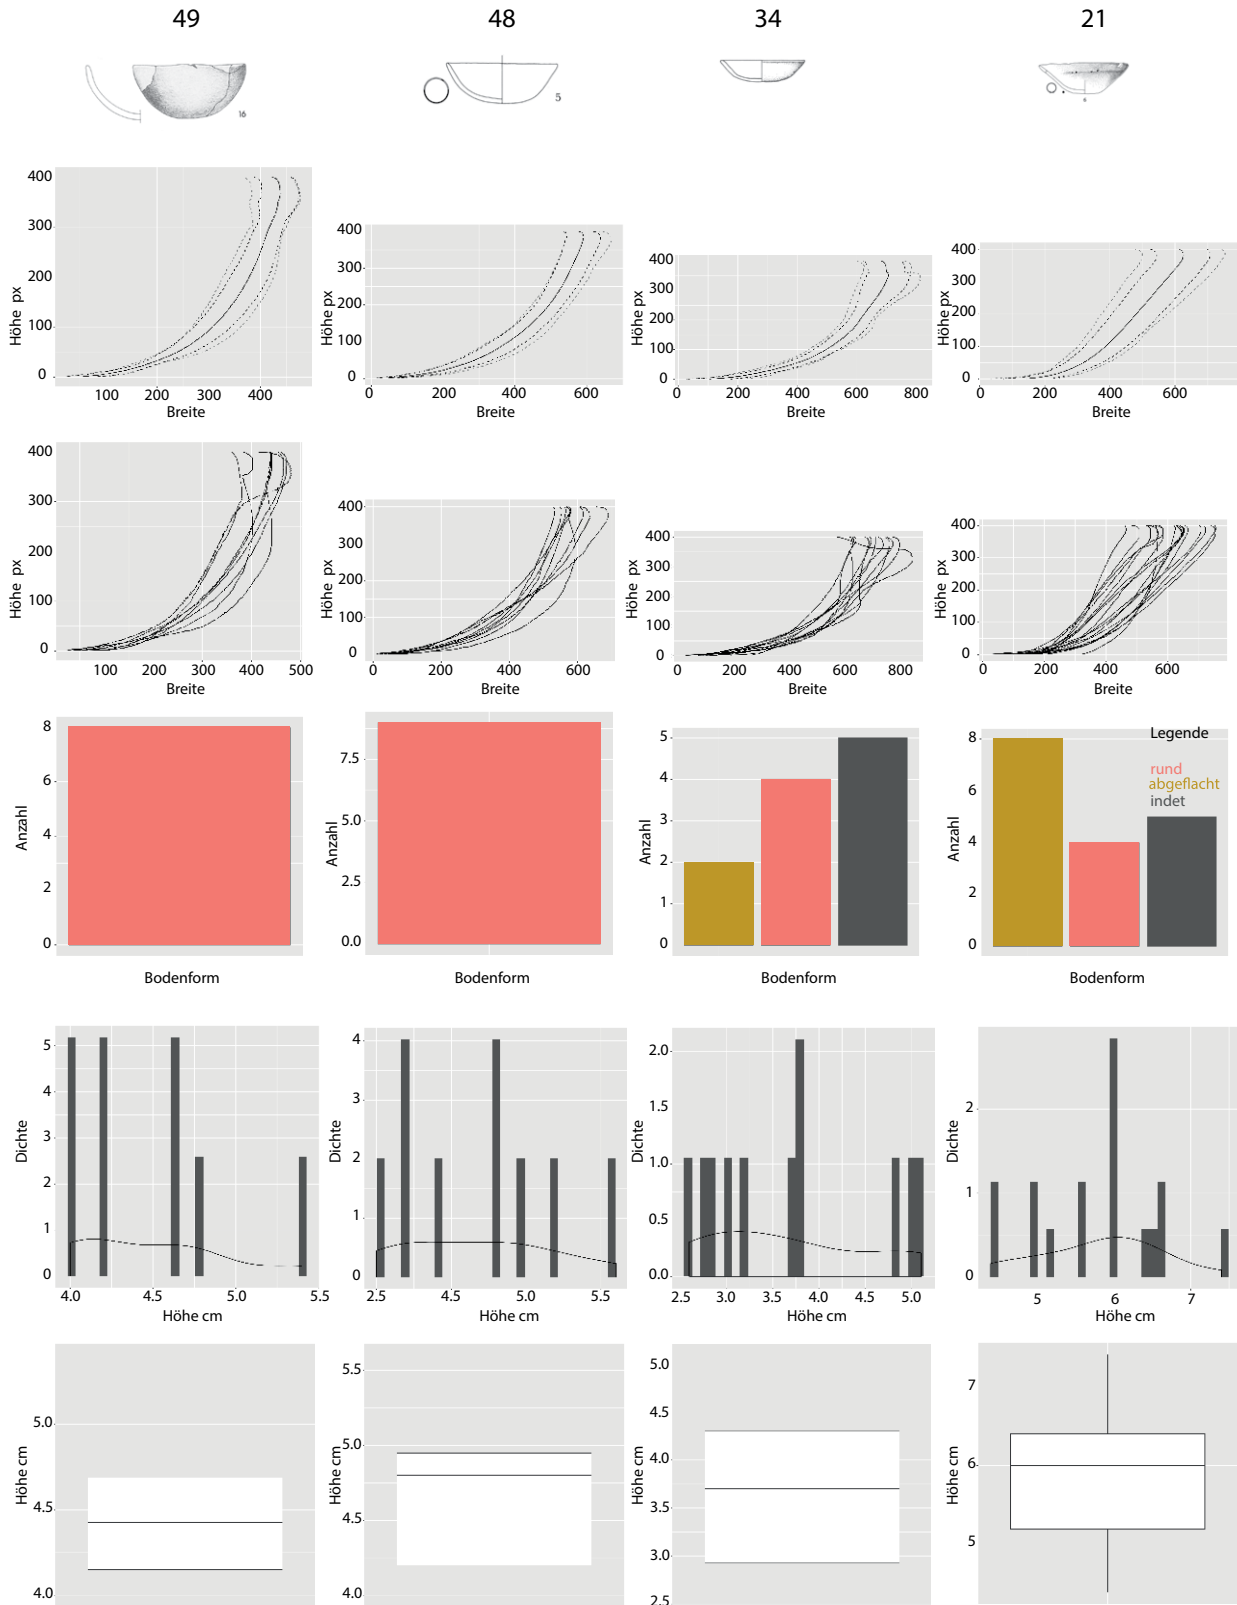 49 48 34 21
16 5 6
400 300 200 100 0
Höhe px
100 200 300 400
Breite
400 300 200 100 0
Höhe px
0 200 400 600
Breite
400 300 200 100 0
Höhe px
0 200 400 600 800
Breite
400 300 200 100 0
Höhe px
0 200 400 600
Breite
400 300 200 100 0
Höhe px
100 200 300 400 500
Breite
400 300 200 100 0
Höhe px
0 200 400 600
Breite
400 300 200 100 0
Höhe px
0 200 400 600 800
Breite
400 300 200 100 0
Höhe px
0 200 400 600
Breite
8 6 4 2 0
Anzahl
Bodenform
7.5 5.0 2.5 0.0
Anzahl
Bodenform
5 4 3 2 1 0
Anzahl
Bodenform
8 6 4 2 0
Anzahl
Legende
rund
abgeflacht
indet
Bodenform
5 4 3 2 1 0
Dichte
4.0 4.5 5.0 5.5
Höhe cm
4 3 2 1 0
Dichte
2.5 4.5 5.5
Höhe cm
2.0 1.5 1.0 0.5 0.0
Dichte
2.5 3.0 3.5 4.0 4.5 5.0
Höhe cm
2 1 0
Dichte
5 6 7
Höhe cm
5.0 4.5 4.0
Höhe cm
5.5 5.0 4.5 4.0
Höhe cm
5.0 4.5 4.0 3.5 3.0 2.5
Höhe cm
7 6 5
Höhe cm